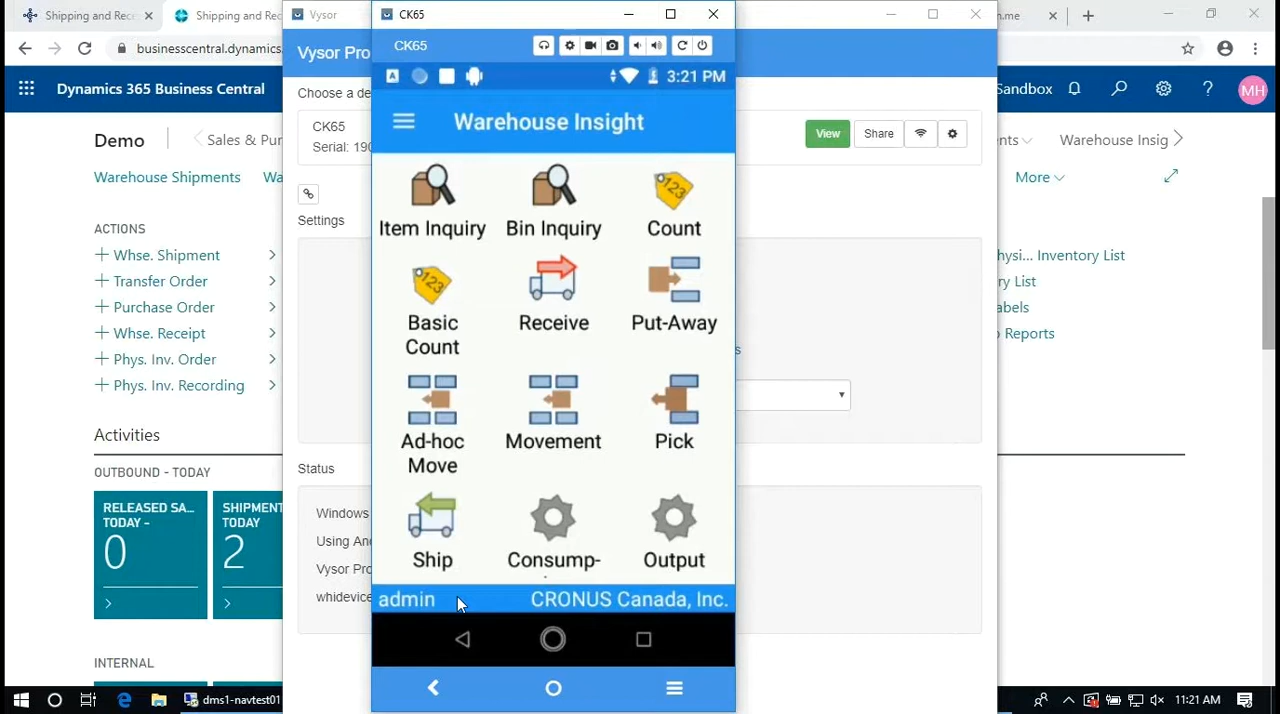 Shipping and Rece
Shipping and Rec
Vysor
CK65
n.me
businesscentral.dynamics.
Vysor Pro
CK65
Dynamics 365 Business Central
3:21 PM
Sandbox
MH
Choose a de
CK65
Serial: 190
View
Share
Demo
Sales & Pur
Warehouse Insight
ents
Warehouse Insig
Warehouse Shipments
Wa
More
Settings
ACTIONS
Whse. Shipment
Transfer Order
Purchase Order
Whse. Receipt
Phys. Inv. Order
Phys. Inv. Recording
Item Inquiry
Bin Inquiry
Count
Basic
Count
Receive
Put-Away
Ad-hoc
Move
Movement
Pick
Ship
Consump-
Output
hysi... Inventory List
ry List
abels
o Reports
s
Activities
OUTBOUND - TODAY
RELEASED SA...
TODAY -
0
SHIPMENT
TODAY
2
Status
Windows
Using And
Vysor Pro
whidevice
admin
CRONUS Canada, Inc.
INTERNAL
dms1-navtest01
11:21 AM